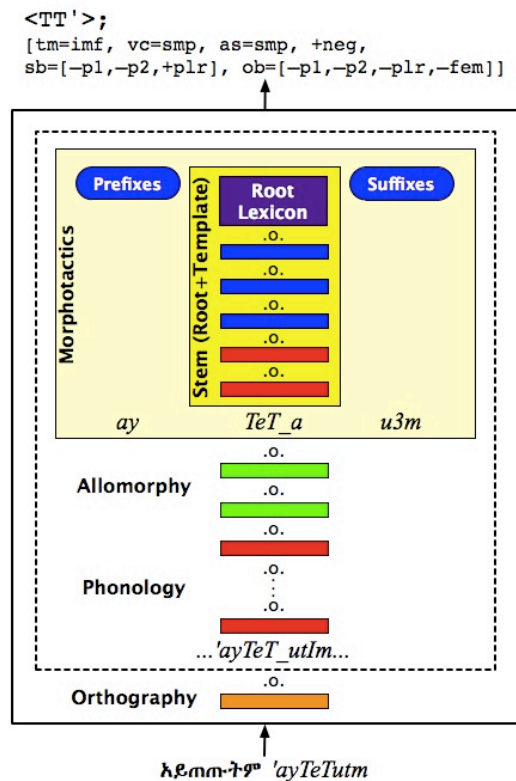 <TT'>;
[tm=imf, vc=smp, as=smp, +neg,
sb=[–p1,–p2,+plr], ob=[–p1,–p2,–plr,–fem]]
Morphotactics
Prefixes
Stem (Root+Template)
Root
Lexicon
Suffixes
.o.
.o.
.o.
.o.
.o.
ay
TeT_a
u3m
.o.
Allomorphy
.o.
.o.
Phonology
.o.
.o.
...'ayTeT_utIm...
.o.
Orthography
አይጠጡትም 'ayTeTutm